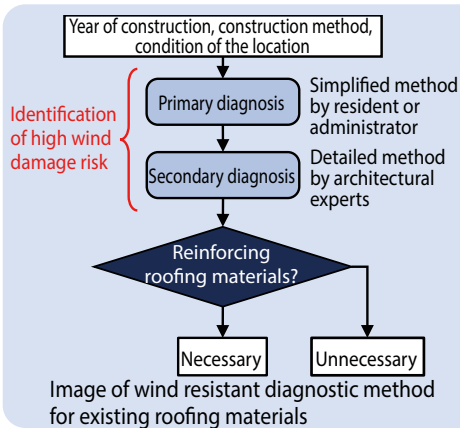 Year of construction, construction method,
condition of the location
Identification
of high wind
damage risk
Primary diagnosis
Simplified method
by resident or
administrator
Secondary diagnosis
Detailed method
by architectural
experts
Reinforcing
roofing materials?
Necessary
Unnecessary
Image of wind resistant diagnostic method
for existing roofing materials